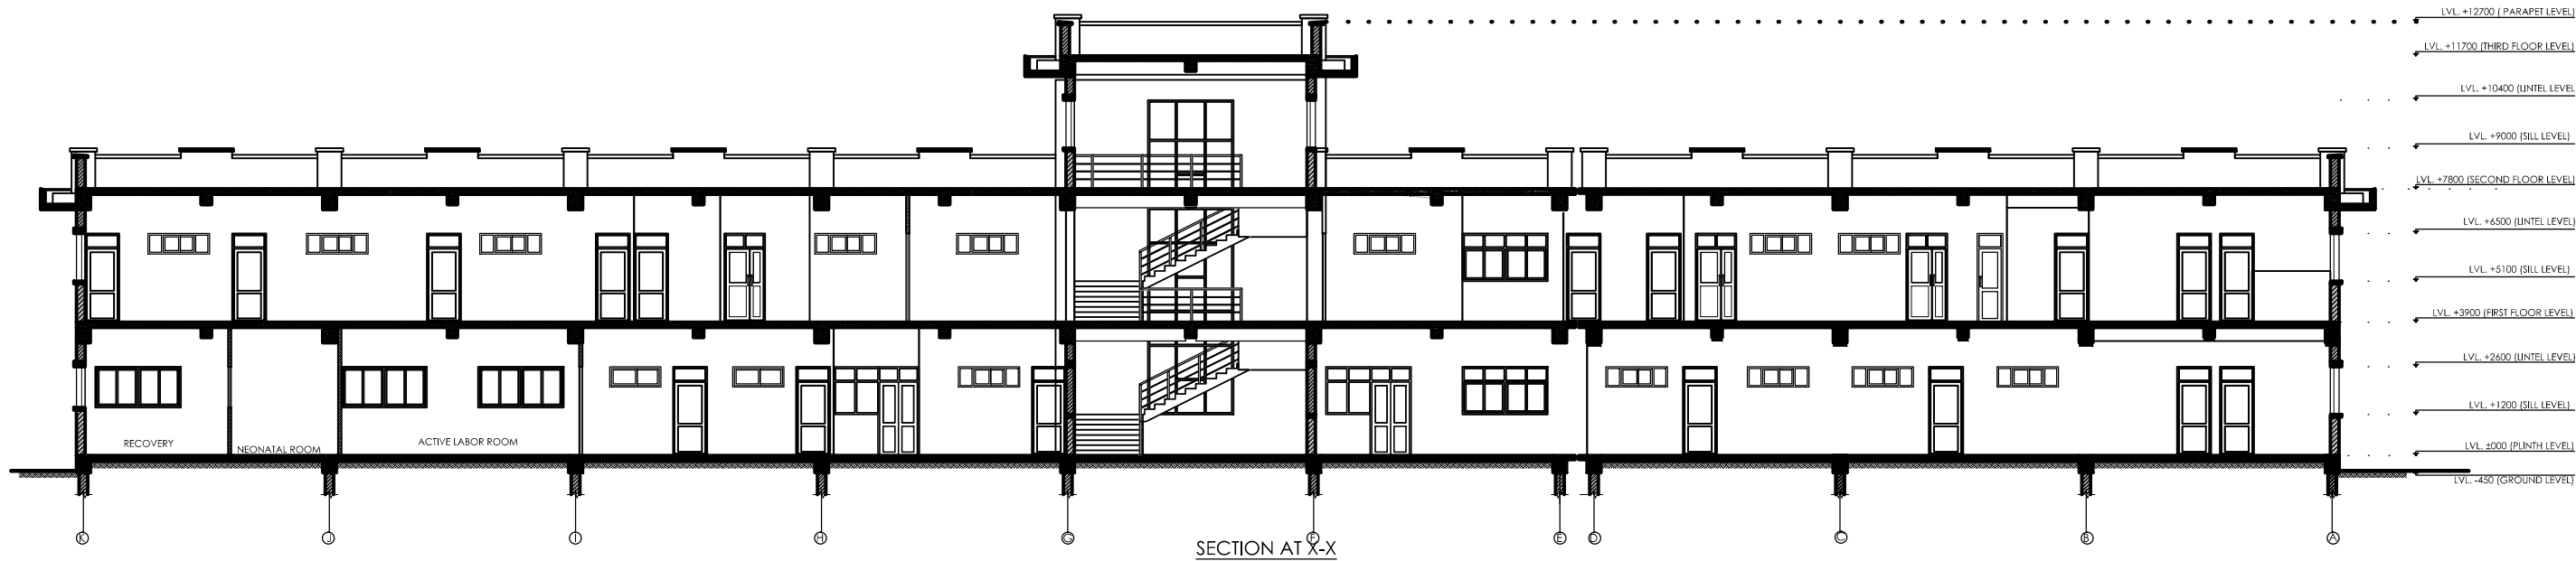 LVL. +12700 ( PARAPET LEVEL)
LVL. +11700 (THIRD FLOOR LEVEL)
LVL. +10400 (LINTEL LEVEL
LVL. +9000 (SILL LEVEL)
LVL. +7800 (SECOND FLOOR LEVEL)
LVL. +6500 (LINTEL LEVEL)
LVL. +5100 (SILL LEVEL)
LVL. +3900 (FIRST FLOOR LEVEL)
LVL. +2600 (LINTEL LEVEL)
LVL. +1200 (SILL LEVEL)
RECOVERY
NEONATAL ROOM
ACTIVE LABOR ROOM
LVL. ±000 (PLINTH LEVEL)
LVL. -450 (GROUND LEVEL)
K J I H G F E D C B A
SECTION AT X-X